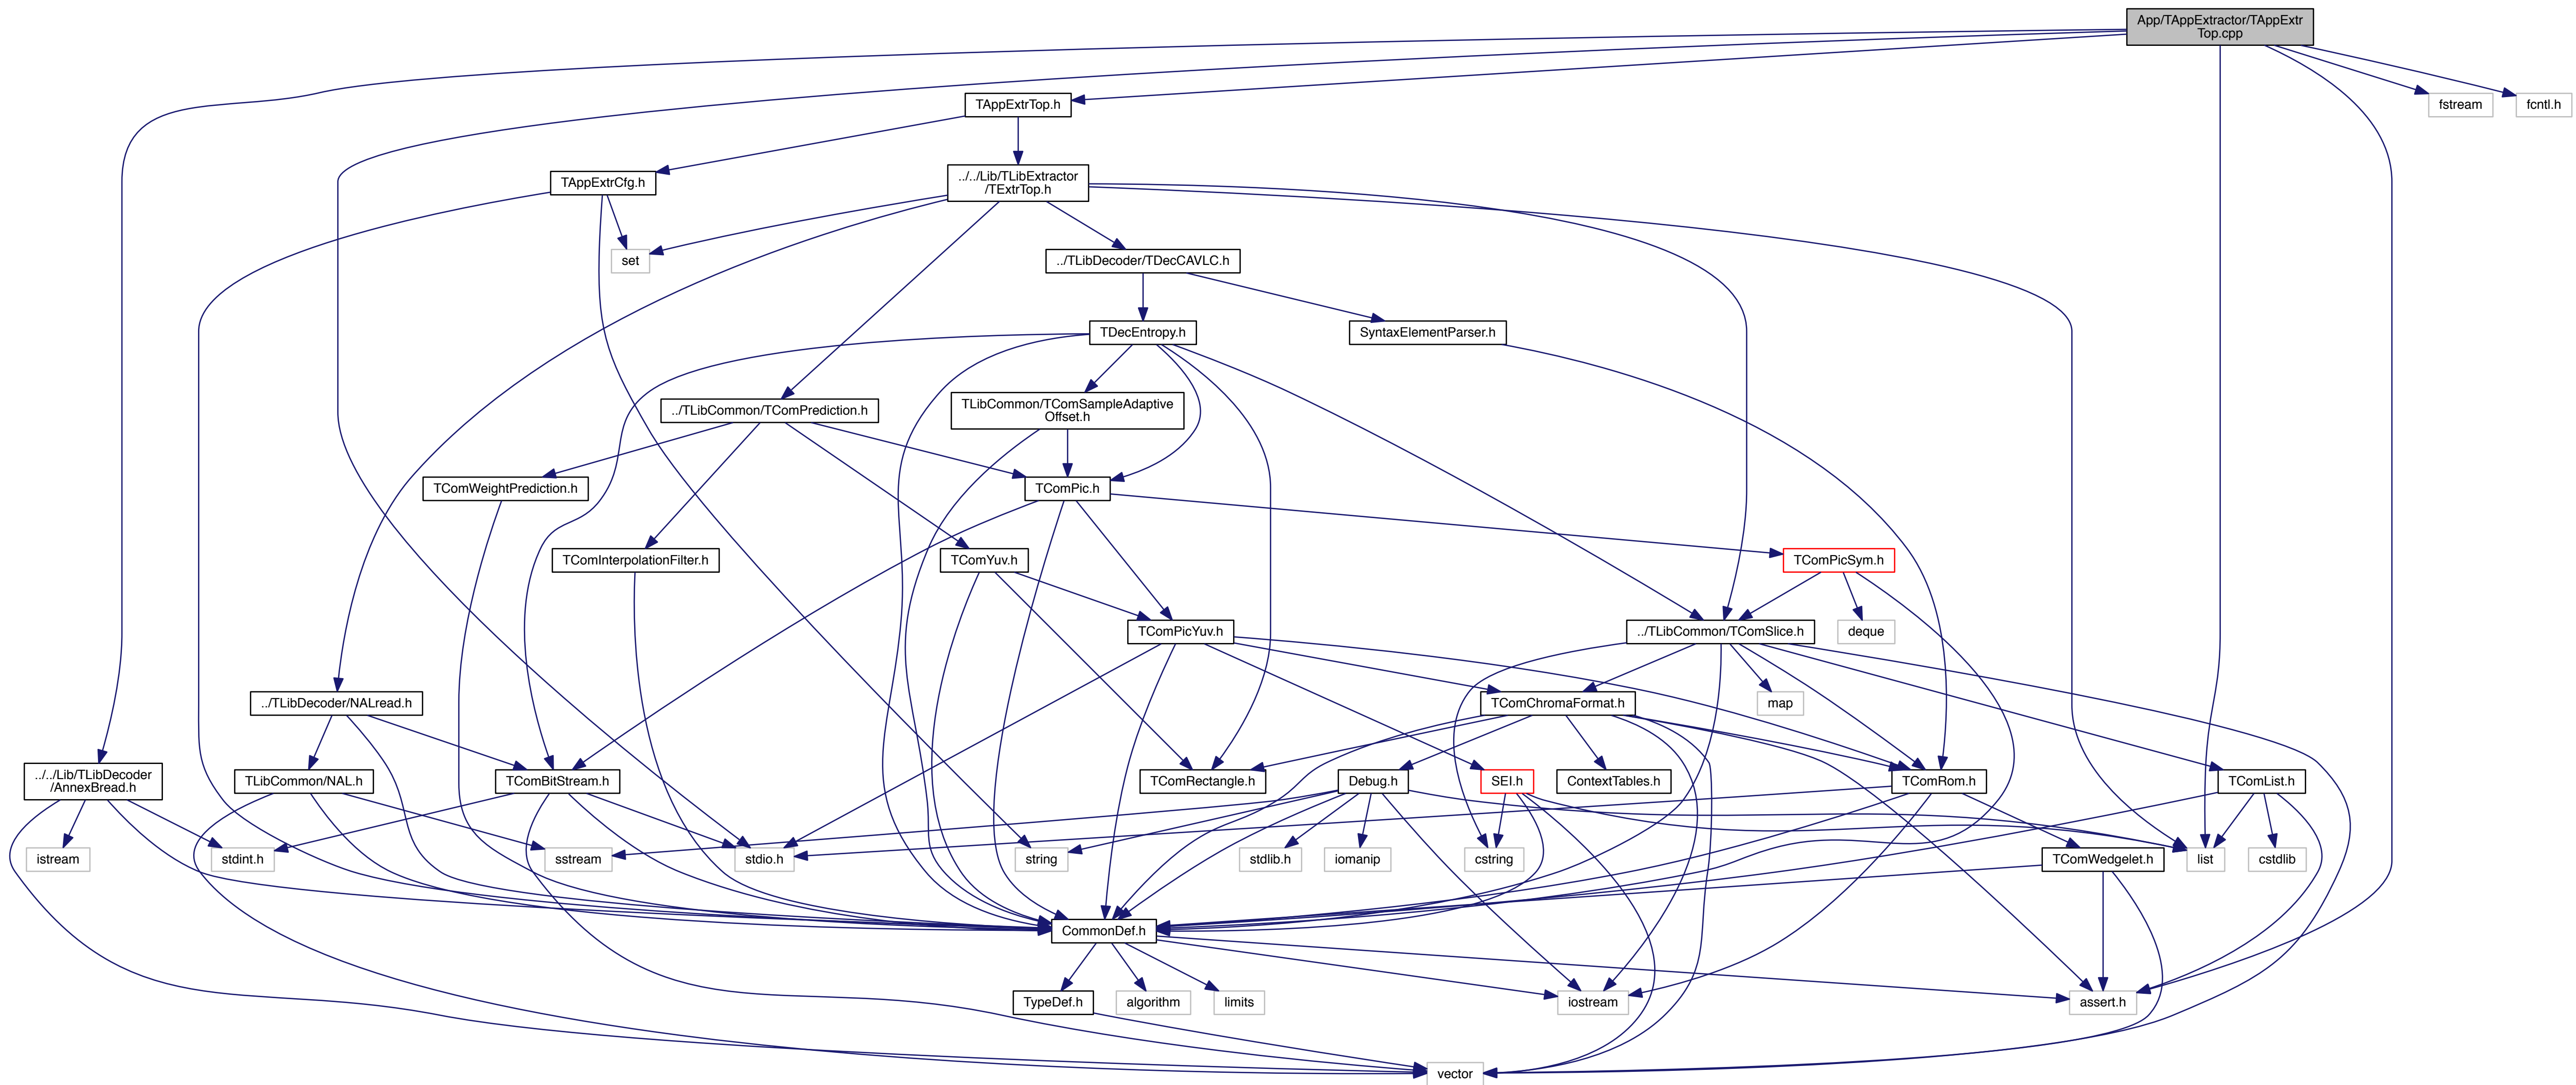 App/TAppExtractor/TAppExtr
Top.cpp
TAppExtrTop.h
fstream
fcntl.h
TAppExtrCfg.h
../../Lib/TLibExtractor
/TExtrTop.h
set
../TLibDecoder/TDecCAVLC.h
TDecEntropy.h
SyntaxElementParser.h
../TLibCommon/TComPrediction.h
TLibCommon/TComSampleAdaptive
Offset.h
TComWeightPrediction.h
TComPic.h
TComInterpolationFilter.h
TComYuv.h
TComPicSym.h
TComPicYuv.h
../TLibCommon/TComSlice.h
deque
../TLibDecoder/NALread.h
TComChromaFormat.h
map
../../Lib/TLibDecoder
/AnnexBread.h
TLibCommon/NAL.h
TComBitStream.h
TComRectangle.h
Debug.h
SEI.h
ContextTables.h
TComRom.h
TComList.h
istream
stdint.h
sstream
stdio.h
string
stdlib.h
iomanip
cstring
TComWedgelet.h
list
cstdlib
CommonDef.h
TypeDef.h
algorithm
limits
iostream
assert.h
vector